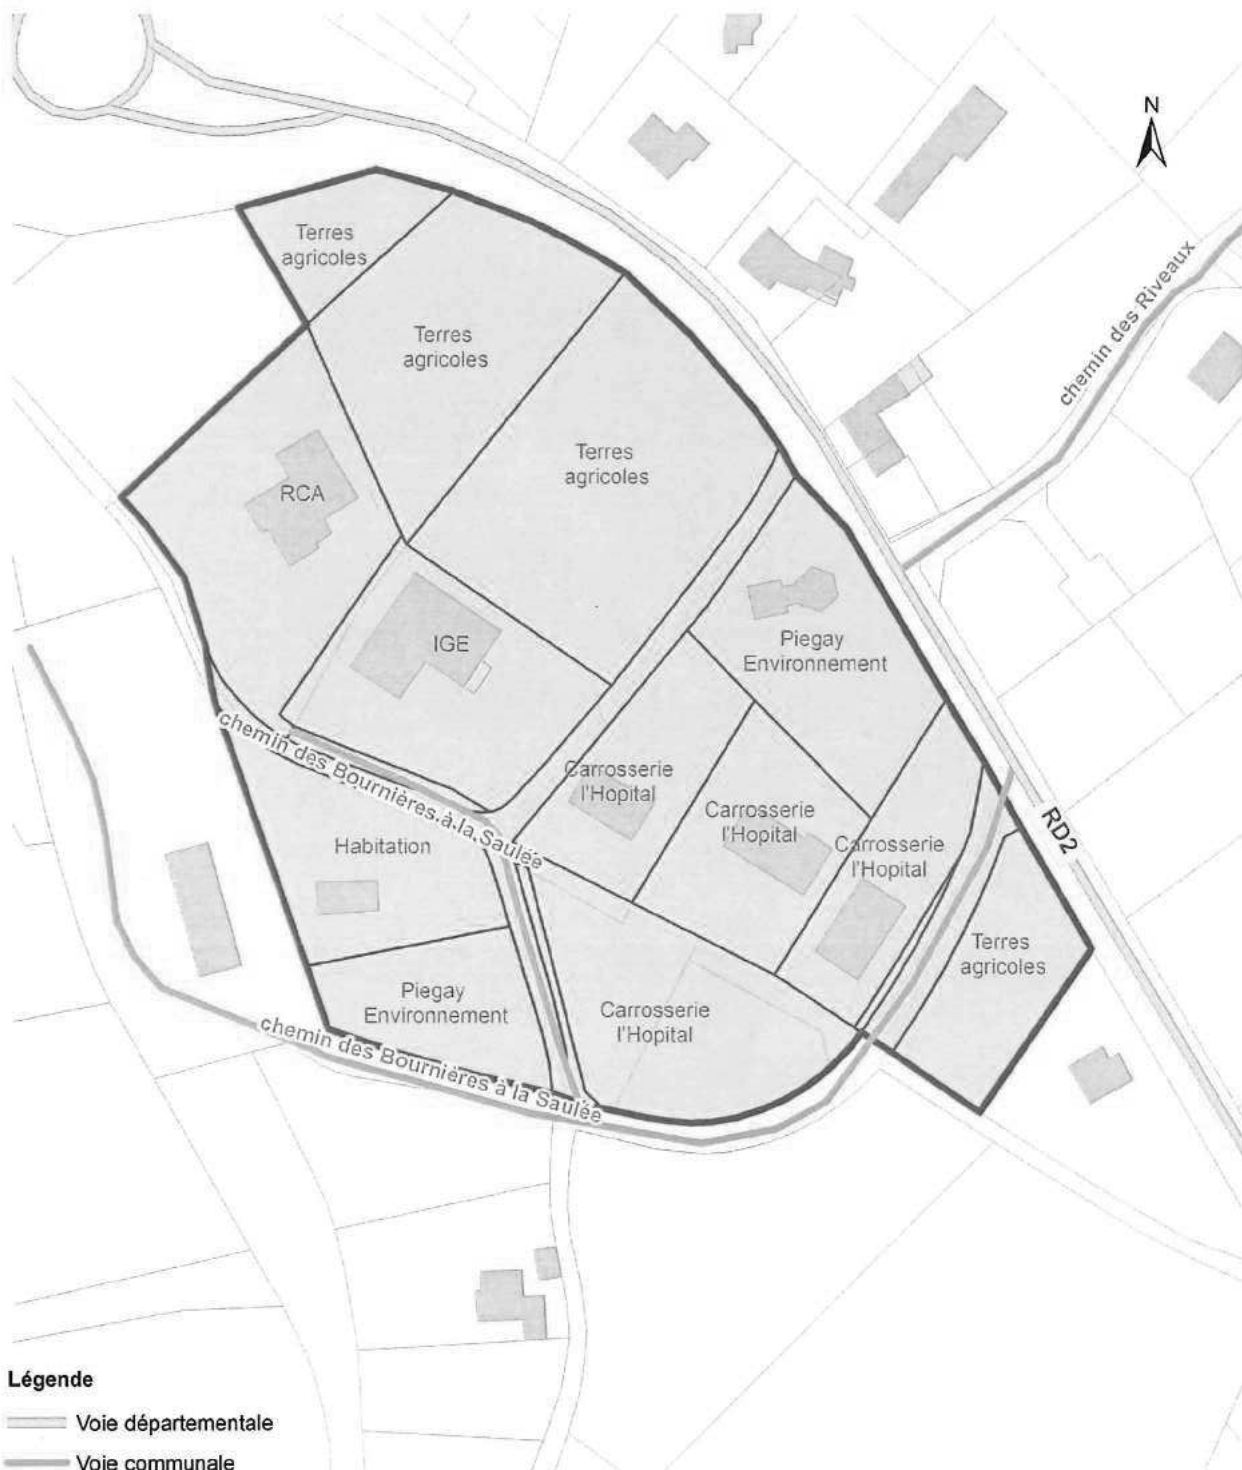 N
Terres
agricoles
chemin des Riveaux
Terres
agricoles
Terres
agricoles
RCA
IGE
Piegay
Environnement
chemin des Bournières à la Saulée
Carrosserie
l'Hopital
Carrosserie
l'Hopital
Carrosserie
l'Hopital
RD2
Habitation
Terres
agricoles
Piegay
Environnement
Carrosserie
l'Hopital
chemin des Bournières à la Saulée
Légende
Voie départementale
Voie communale